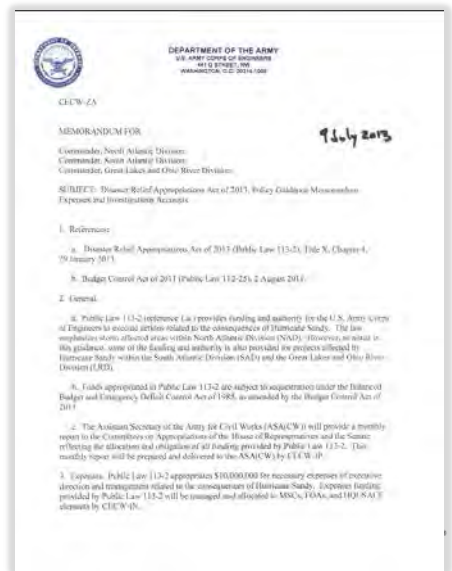 DEPARTMENT OF THE ARMY
U.S. ARMY CORPS OF ENGINEERS
441 G STREET, NW
WASHINGTON, D.C. 20314-1000
CECW-ZA
9 July 2013
MEMORANDUM FOR
Commander, North Atlantic Division
Commander, South Atlantic Division
Commander, Great Lakes and Ohio River Division
SUBJECT: Disaster Relief Appropriations Act of 2013, Policy Guidance Memorandum
Expenses and Investigations Accounts
1. References:
a. Disaster Relief Appropriations Act of 2013 (Public Law 113-2), Title X, Chapter 4,
29 January 2013.
b. Budget Control Act of 2011 (Public Law 112-25), 2 August 2011.
2. General.
a. Public Law 113-2 (reference 1.a.) provides funding and authority for the U.S. Army Corps
of Engineers to execute actions related to the consequences of Hurricane Sandy. The law
emphasizes storm affected areas within North Atlantic Division (NAD). However, as noted in
this guidance, some of the funding and authority is also provided for projects affected by
Hurricane Sandy within the South Atlantic Division (SAD) and the Great Lakes and Ohio River
Division (LRD).
b. Funds appropriated in Public Law 113-2 are subject to sequestration under the Balanced
Budget and Emergency Deficit Control Act of 1985, as amended by the Budget Control Act of
2011.
c. The Assistant Secretary of the Army for Civil Works (ASA(CW)) will provide a monthly
report to the Committees on Appropriations of the House of Representatives and the Senate
reflecting the allocation and obligation of all funding provided by Public Law 113-2. This
monthly report will be prepared and delivered to the ASA(CW) by CECW-IP.
3. Expenses. Public Law 113-2 appropriates $10,000,000 for necessary expenses of executive
direction and management related to the consequences of Hurricane Sandy. Expenses funding
provided by Public Law 113-2 will be managed and allocated to MSCs, FOAs, and HQUSACE
elements by CECW-IN.